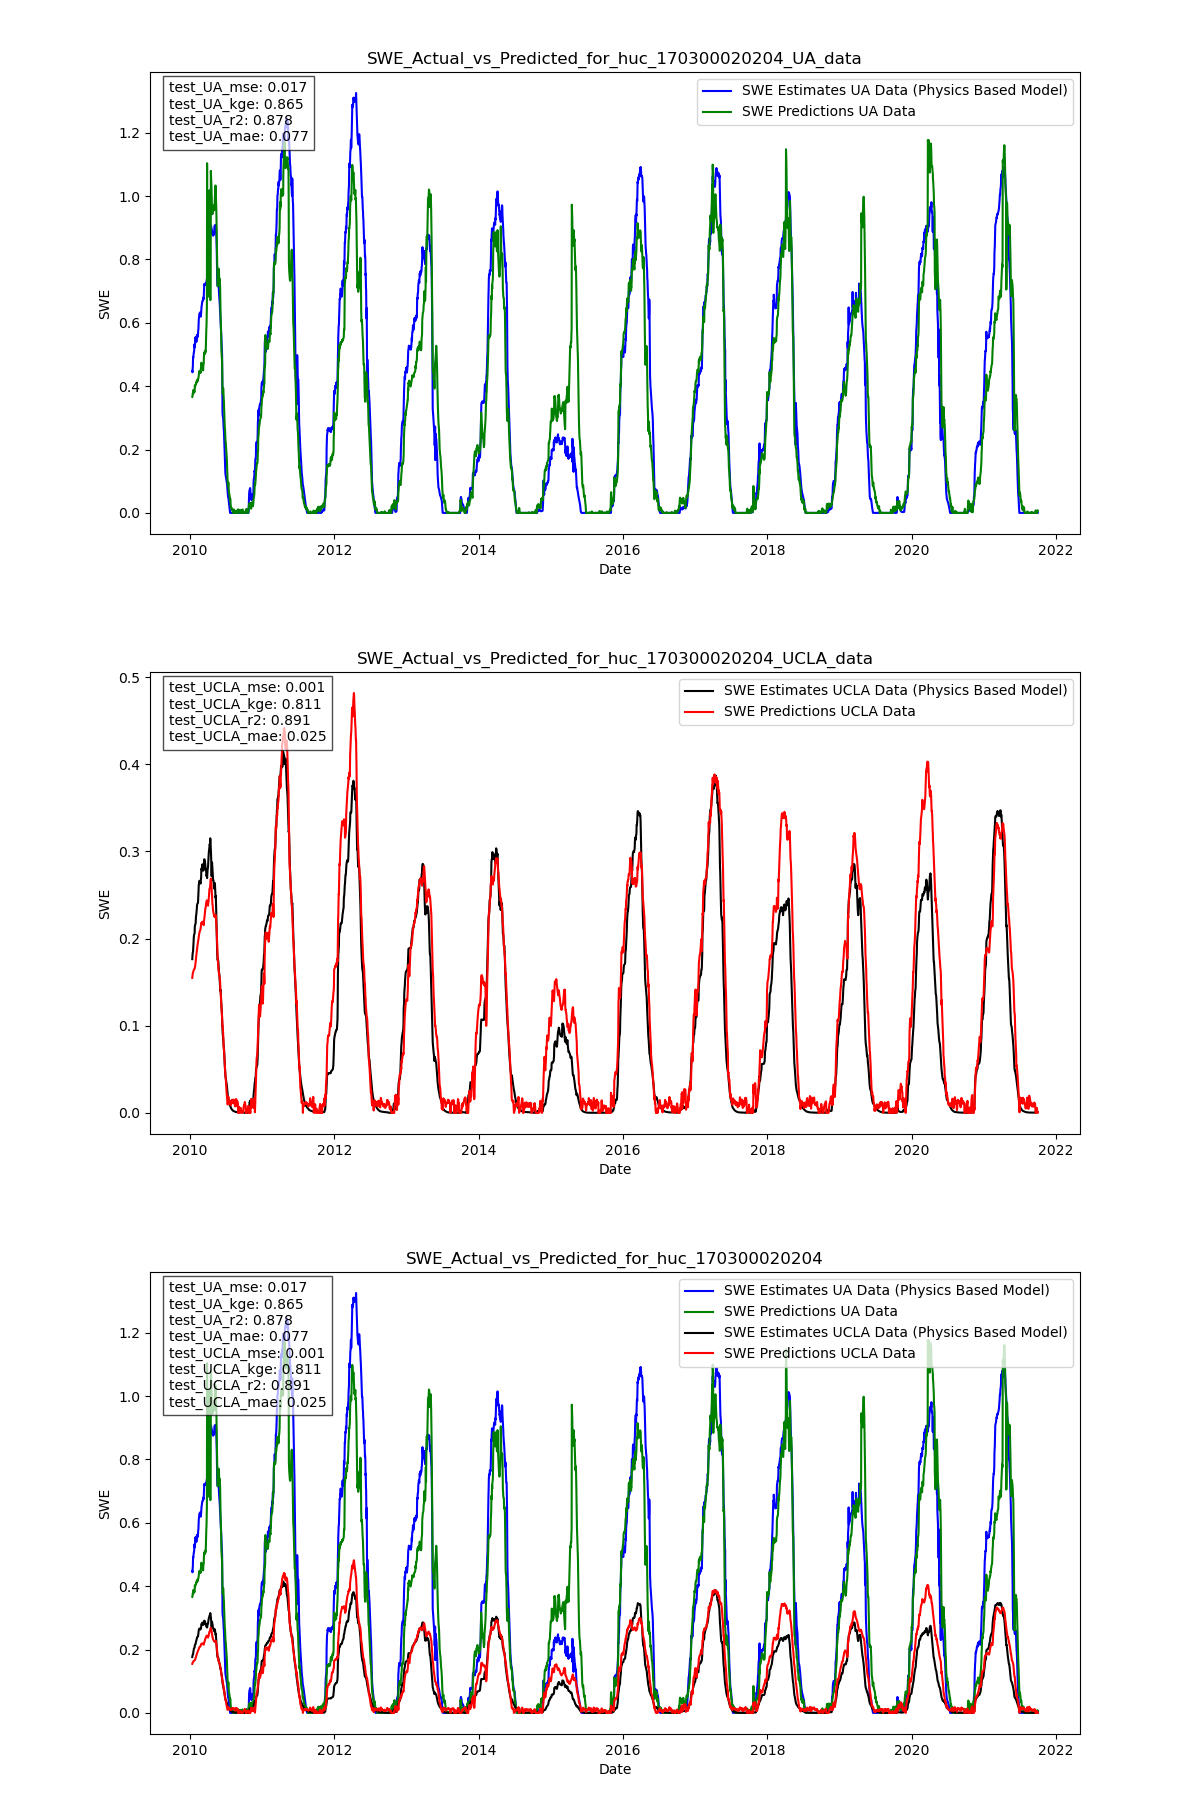 SWE_Actual_vs_Predicted_for_huc_170300020204_UA_data
test_UA_mse: 0.017
test_UA_kge: 0.865
test_UA_r2: 0.878
test_UA_mae: 0.077
SWE Estimates UA Data (Physics Based Model)
SWE Predictions UA Data
1.2
1.0
0.8
0.6
0.4
0.2
0.0
SWE
2010 2012 2014 2016 2018 2020 2022
Date
SWE_Actual_vs_Predicted_for_huc_170300020204_UCLA_data
test_UCLA_mse: 0.001
test_UCLA_kge: 0.811
test_UCLA_r2: 0.891
test_UCLA_mae: 0.025
SWE Estimates UCLA Data (Physics Based Model)
SWE Predictions UCLA Data
0.5
0.4
0.3
0.2
0.1
0.0
SWE
2010 2012 2014 2016 2018 2020 2022
Date
SWE_Actual_vs_Predicted_for_huc_170300020204
test_UA_mse: 0.017
test_UA_kge: 0.865
test_UA_r2: 0.878
test_UA_mae: 0.077
test_UCLA_mse: 0.001
test_UCLA_kge: 0.811
test_UCLA_r2: 0.891
test_UCLA_mae: 0.025
SWE Estimates UA Data (Physics Based Model)
SWE Predictions UA Data
SWE Estimates UCLA Data (Physics Based Model)
SWE Predictions UCLA Data
1.2
1.0
0.8
0.6
0.4
0.2
0.0
SWE
2010 2012 2014 2016 2018 2020 2022
Date